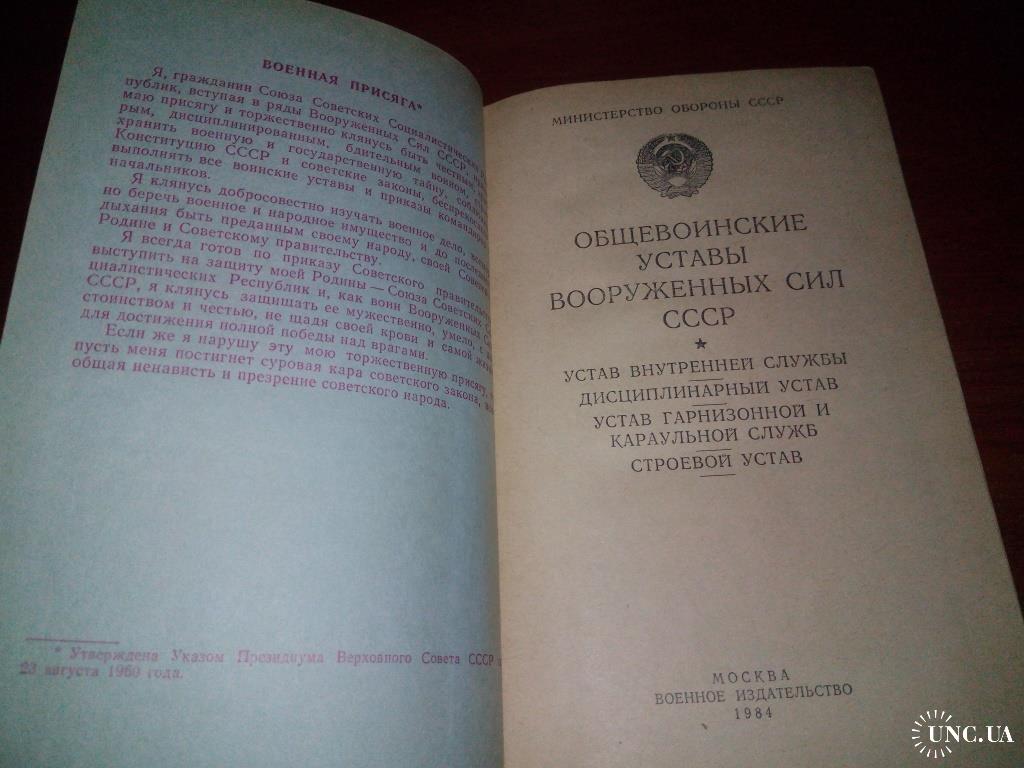 ВОЕННАЯ ПРИСЯГА*
Я, гражданин Союза Советских Социалистических
публик, вступая в ряды Вооруженных Сил СССР,
маю присягу и торжественно клянусь быть честным,
рым, дисциплинированным, бдительным воином,
хранить военную и государственную тайну,
Конституцию СССР и советские законы,
выполнять все воинские уставы и приказы
начальников.
Я клянусь добросовестно изучать военное дело,
но беречь военное и народное имущество и до
дыхания быть преданным своему народу, своей
Родине и Советскому правительству.
Я всегда готов по приказу Советского
выступить на защиту моей Родины — Союза Советских
циалистических Республик и, как воин Вооруженных
СССР, я клянусь защищать ее мужественно, умело, с
стоинством и честью, не щадя своей крови и самой
для достижения полной победы над врагами.
Если же я нарушу эту мою торжественную присягу,
пусть меня постигнет суровая кара советского закона,
общая ненависть и презрение советского народа.
* Утверждена Указом Президиума Верховного Совета СССР
23 августа 1960 года.
МИНИСТЕРСТВО ОБОРОНЫ СССР
ОБЩЕВОИНСКИЕ
УСТАВЫ
ВООРУЖЕННЫХ СИЛ
СССР
УСТАВ ВНУТРЕННЕЙ СЛУЖБЫ
ДИСЦИПЛИНАРНЫЙ УСТАВ
УСТАВ ГАРНИЗОННОЙ И
КАРАУЛЬНОЙ СЛУЖБ
СТРОЕВОЙ УСТАВ
МОСКВА
ВОЕННОЕ ИЗДАТЕЛЬСТВО
1984
UNC.UA